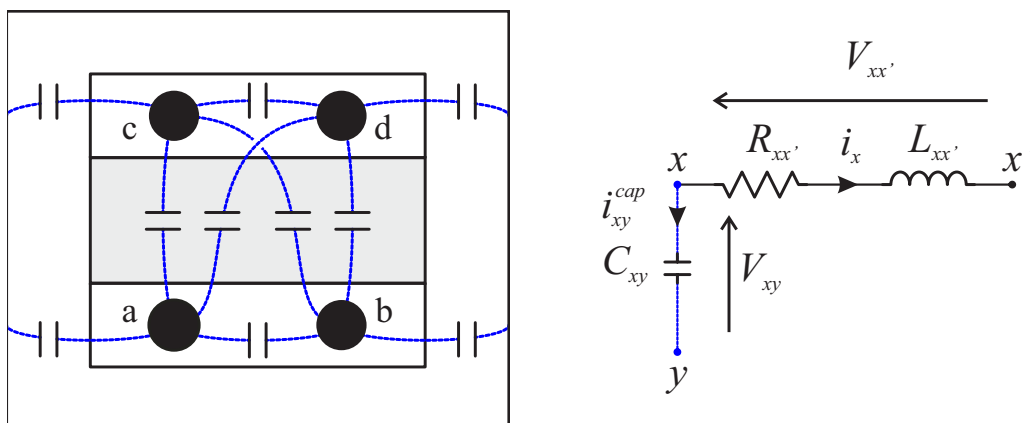 c
d
a
b
V_{xx'}
R_{xx'}
i_x
L_{xx'}
x
x
i_{xy}^{cap}
C_{xy}
V_{xy}
y